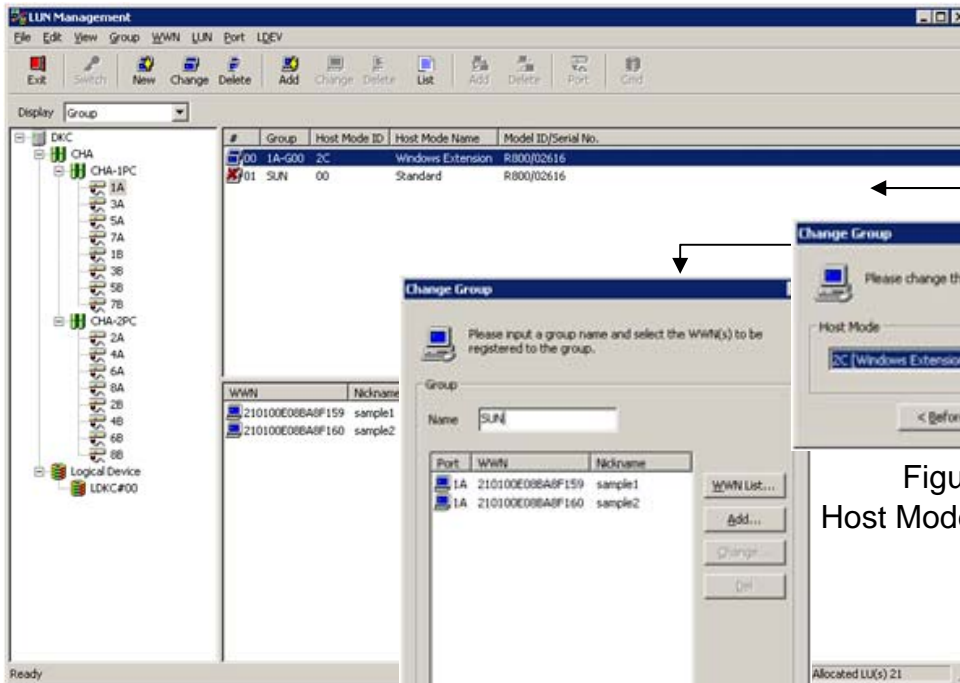 LUN Management
File Edit View Group WWN LUN Port LDEV
Exit Switch New Change Delete Add Change Delete List Add Delete Port Cmd
Display Group
DKC
CHA
CHA-1PC
1A
3A
5A
7A
1B
3B
5B
7B
CHA-2PC
2A
4A
6A
8A
2B
4B
6B
8B
Logical Device
LDKC#00
# Group Host Mode ID Host Mode Name Model ID/Serial No.
00 1A-G00 2C Windows Extension R800/02616
01 SUN 00 Standard R800/02616
WWN Nickname
210100E08BA8F159 sample1
210100E08BA8F160 sample2
Change Group
Please input a group name and select the WWN(s) to be
registered to the group.
Group
Name SUN
Port WWN Nickname
1A 210100E08BA8F159 sample1
1A 210100E08BA8F160 sample2
WWN List...
Add...
Change...
Del
Change Group
Please change th
Host Mode
2C [Windows Extension
< Before
Figu
Host Mode
Ready
Allocated LU(s) 21